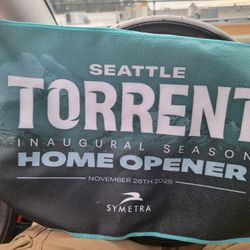 SEATTLE
TORRENT
INAUGURAL SEASON
HOME OPENER
NOVEMBER 28TH 2025
SYMETRA